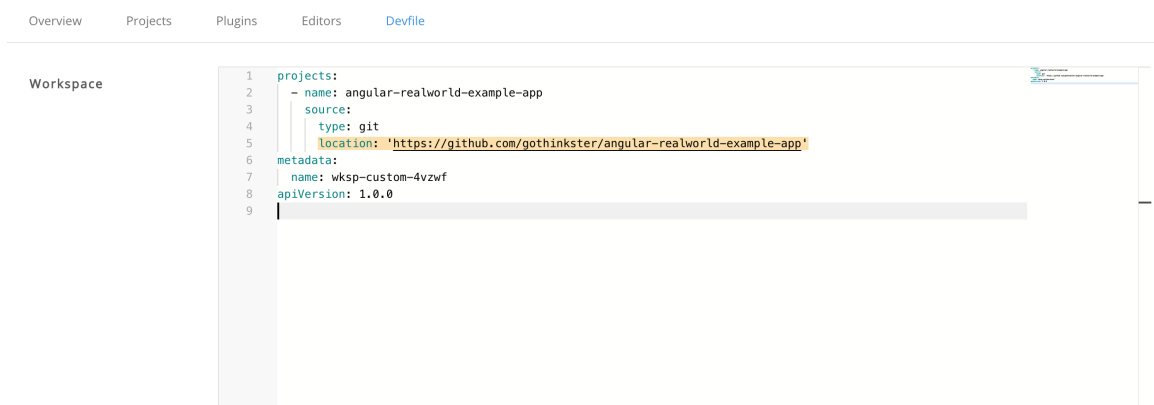 Overview Projects Plugins Editors Devfile
Workspace
1 projects:
2 - name: angular-realworld-example-app
3 source:
4 type: git
5 location: 'https://github.com/gothinkster/angular-realworld-example-app'
6 metadata:
7 name: wksp-custom-4vzwf
8 apiVersion: 1.0.0
9